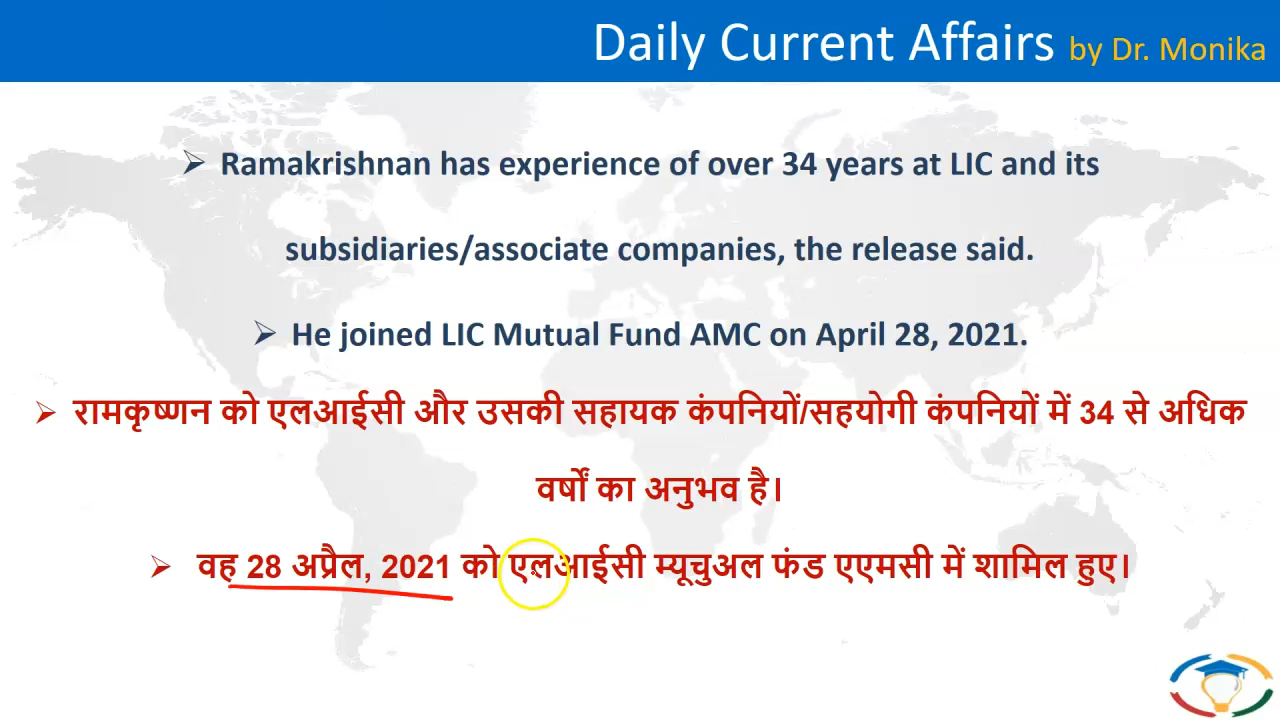 Daily Current Affairs by Dr. Monika
➢ Ramakrishnan has experience of over 34 years at LIC and its
subsidiaries/associate companies, the release said.
➢ He joined LIC Mutual Fund AMC on April 28, 2021.
➢ रामकृष्णन को एलआईसी और उसकी सहायक कंपनियों/सहयोगी कंपनियों में 34 से अधिक
वर्षों का अनुभव है।
➢ वह 28 अप्रैल, 2021 को एलआईसी म्यूचुअल फंड एएमसी में शामिल हुए।